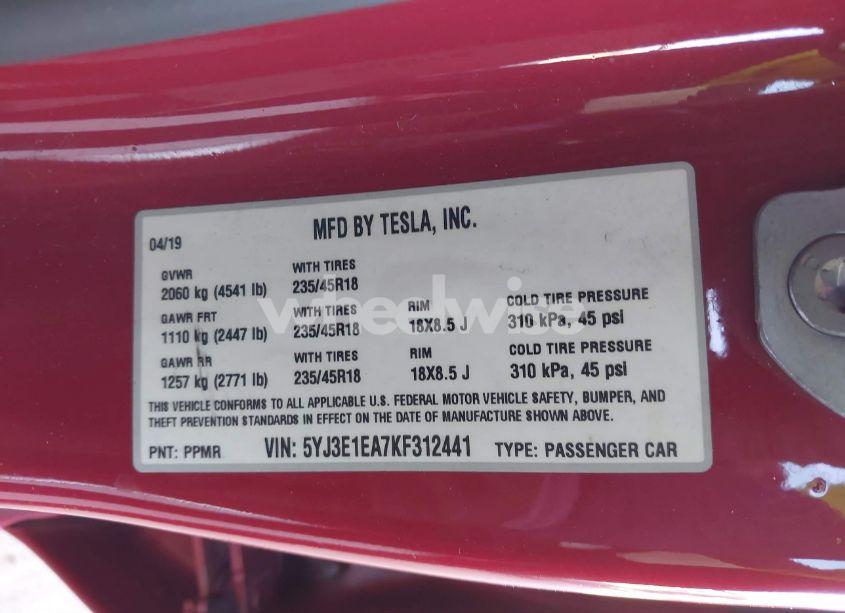 MFD BY TESLA, INC.
04/19
GVWR WITH TIRES
2060 kg (4541 lb) 235/45R18
GAWR FRT WITH TIRES RIM COLD TIRE PRESSURE
1110 kg (2447 lb) 235/45R18 18X8.5 J 310 kPa, 45 psi
GAWR RR WITH TIRES RIM COLD TIRE PRESSURE
1257 kg (2771 lb) 235/45R18 18X8.5 J 310 kPa, 45 psi
THIS VEHICLE CONFORMS TO ALL APPLICABLE U.S. FEDERAL MOTOR VEHICLE SAFETY, BUMPER, AND
THEFT PREVENTION STANDARDS IN EFFECT ON THE DATE OF MANUFACTURE SHOWN ABOVE.
PNT: PPMR VIN: 5YJ3E1EA7KF312441 TYPE: PASSENGER CAR
wheelwise